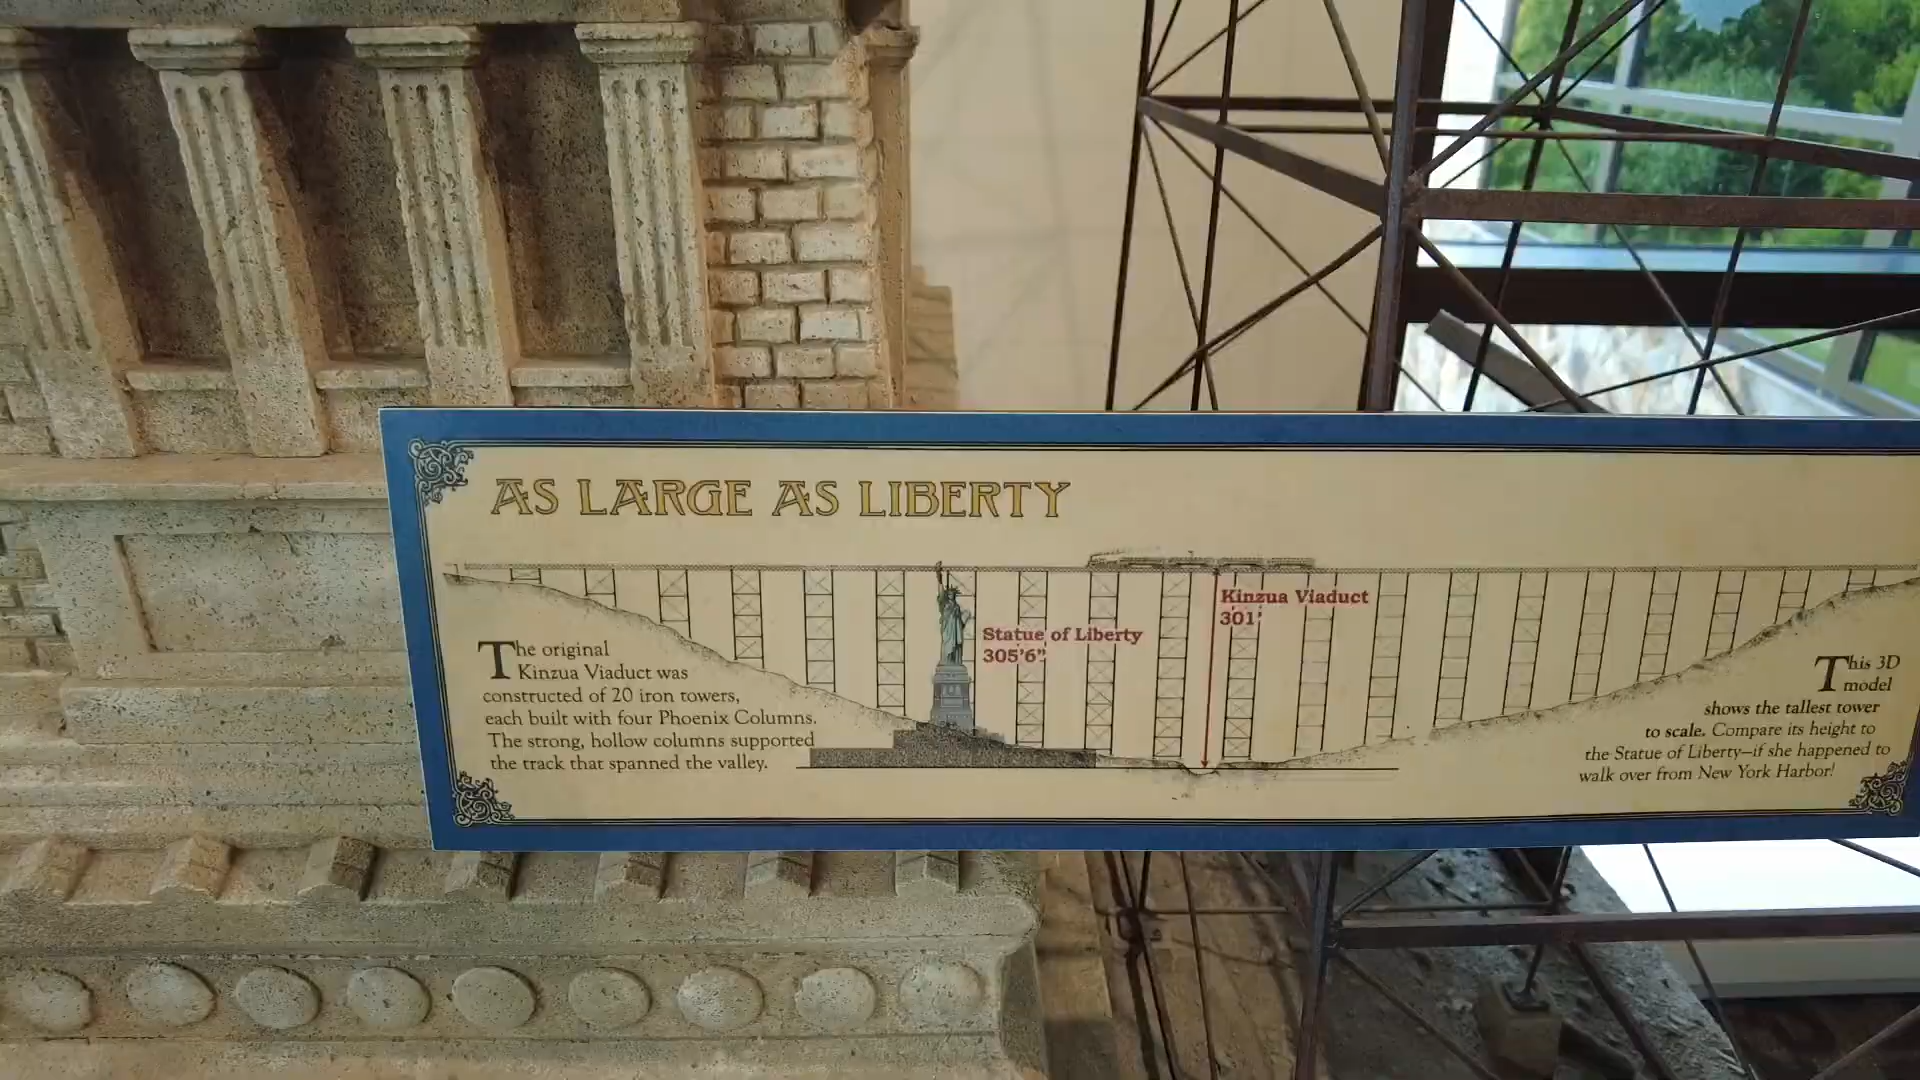 AS LARGE AS LIBERTY
Kinzua Viaduct
301'
Statue of Liberty
305'6"
The original
Kinzua Viaduct was
constructed of 20 iron towers,
each built with four Phoenix Columns.
The strong, hollow columns supported
the track that spanned the valley.
This 3D
model
shows the tallest tower
to scale. Compare its height to
the Statue of Liberty—if she happened to
walk over from New York Harbor!